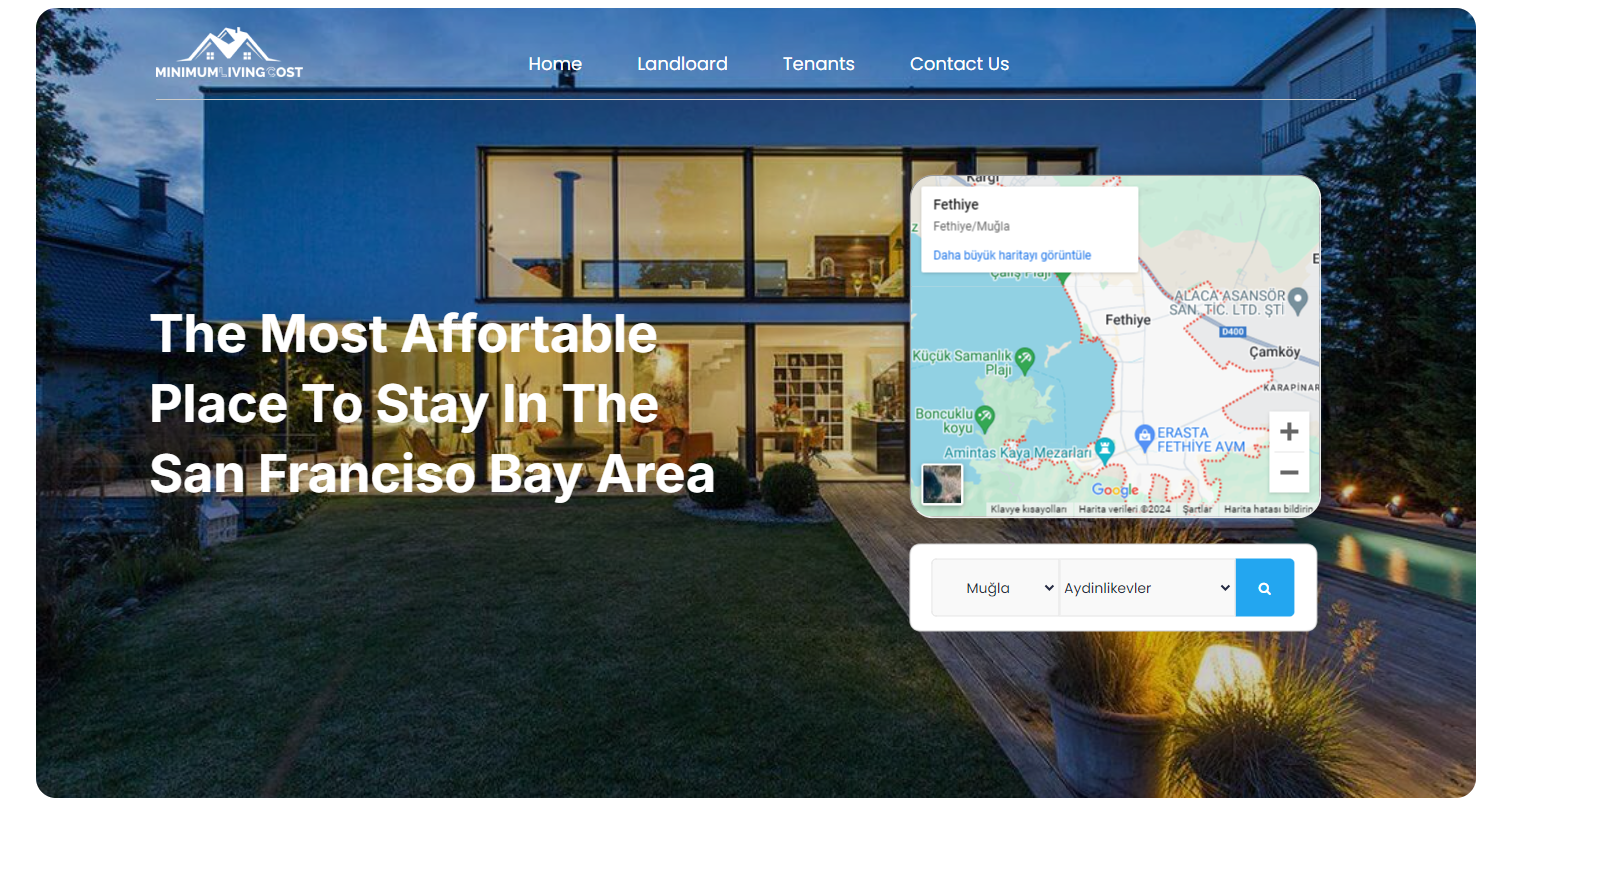 MINIMUMLIVINGCOST
Home
Landloard
Tenants
Contact Us
The Most Affortable
Place To Stay In The
San Franciso Bay Area
Kargı
Fethiye
Fethiye/Muğla
Daha büyük haritayı görüntüle
Çalış Plajı
ALACA ASANSÖR
SAN. TİC. LTD. ŞTİ
Fethiye
D400
Çamköy
Küçük Samanlık
Plajı
KARAPINAR
Boncuklu
koyu
ERASTA
FETHİYE AVM
Amintas Kaya Mezarları
Google
Klavye kısayolları
Harita verileri ©2024
Şartlar
Harita hatası bildirin
Muğla
Aydinlikevler